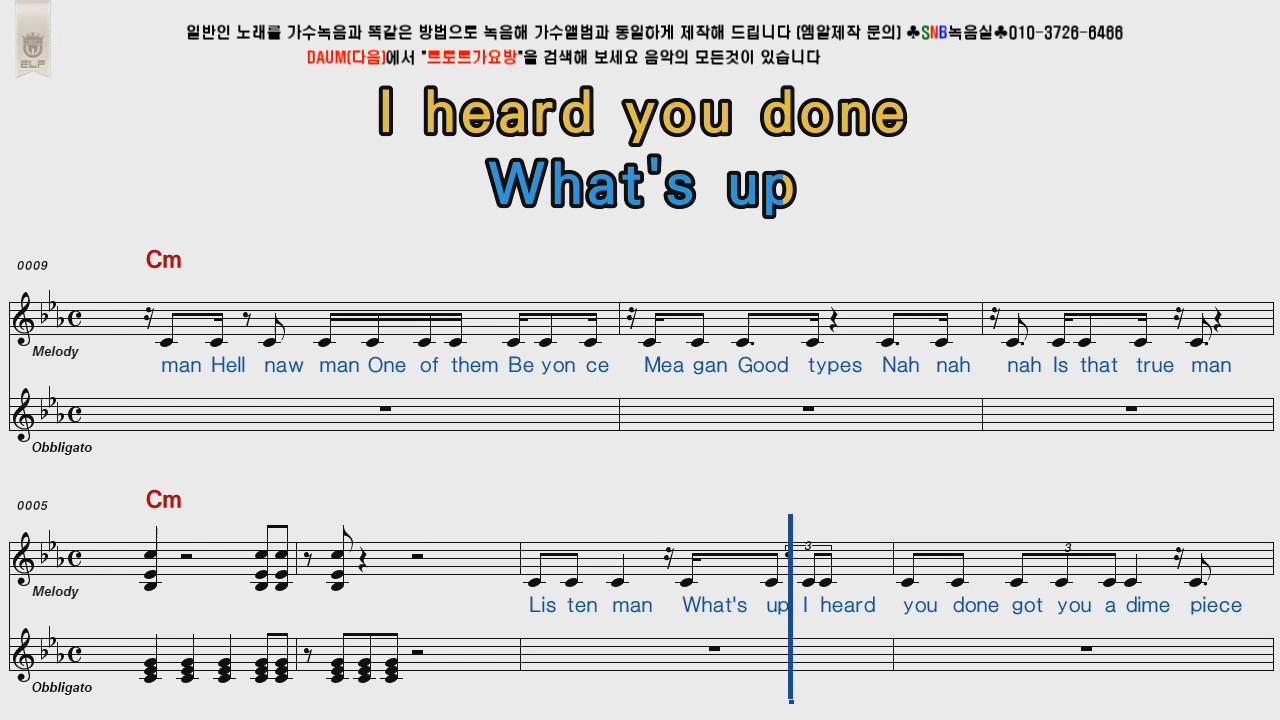 일반인 노래를 가수녹음과 똑같은 방법으로 녹음해 가수앨범과 동일하게 제작해 드립니다 (엠알제작 문의) ♣SNB녹음실♣010-3726-6466
DAUM(다음)에서 "트로트가요방"을 검색해 보세요 음악의 모든것이 있습니다
ELF
I heard you done
What's up
0009
Cm
Melody
man Hell naw man One of them Be yon ce Mea gan Good types Nah nah nah Is that true man
Obbligato
0005
Cm
3 3
Melody
Lis ten man What's up I heard you done got you a dime piece
Obbligato